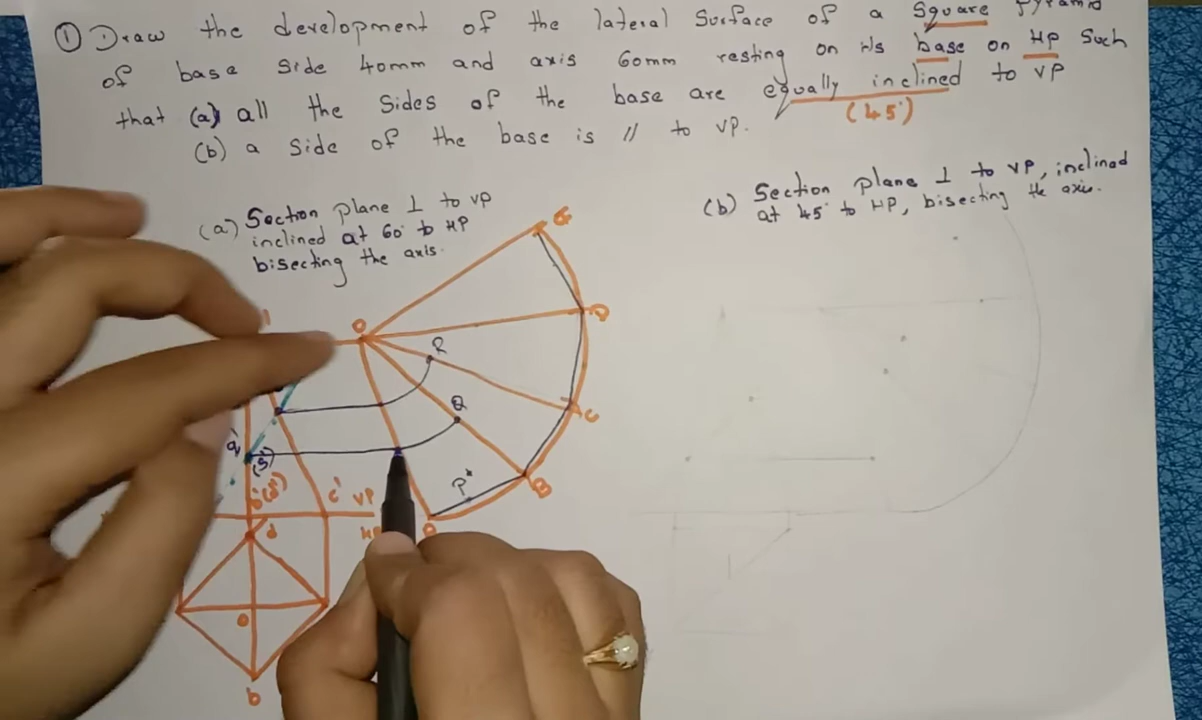 ① Draw the development of the lateral Surface of a Square
of base side 40mm and axis 60mm resting on its base on HP Such
that (a) all the Sides of the base are equally inclined to VP
(45°)
(b) a side of the base is // to VP.
(a) Section plane ⊥ to VP
inclined at 60° to HP
bisecting the axis.
(b) Section plane ⊥ to VP, inclined
at 45° to HP, bisecting the axis.
O
R
D
Q
C
q'
(s')
P
B
b'(d')
c'
VP
d
o
b